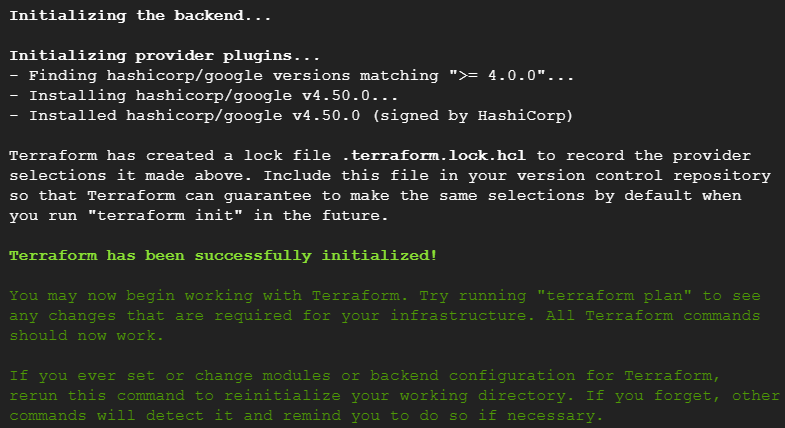 Initializing the backend...
Initializing provider plugins...
- Finding hashicorp/google versions matching ">= 4.0.0"...
- Installing hashicorp/google v4.50.0...
- Installed hashicorp/google v4.50.0 (signed by HashiCorp)
Terraform has created a lock file .terraform.lock.hcl to record the provider
selections it made above. Include this file in your version control repository
so that Terraform can guarantee to make the same selections by default when
you run "terraform init" in the future.
Terraform has been successfully initialized!
You may now begin working with Terraform. Try running "terraform plan" to see
any changes that are required for your infrastructure. All Terraform commands
should now work.
If you ever set or change modules or backend configuration for Terraform,
rerun this command to reinitialize your working directory. If you forget, other
commands will detect it and remind you to do so if necessary.